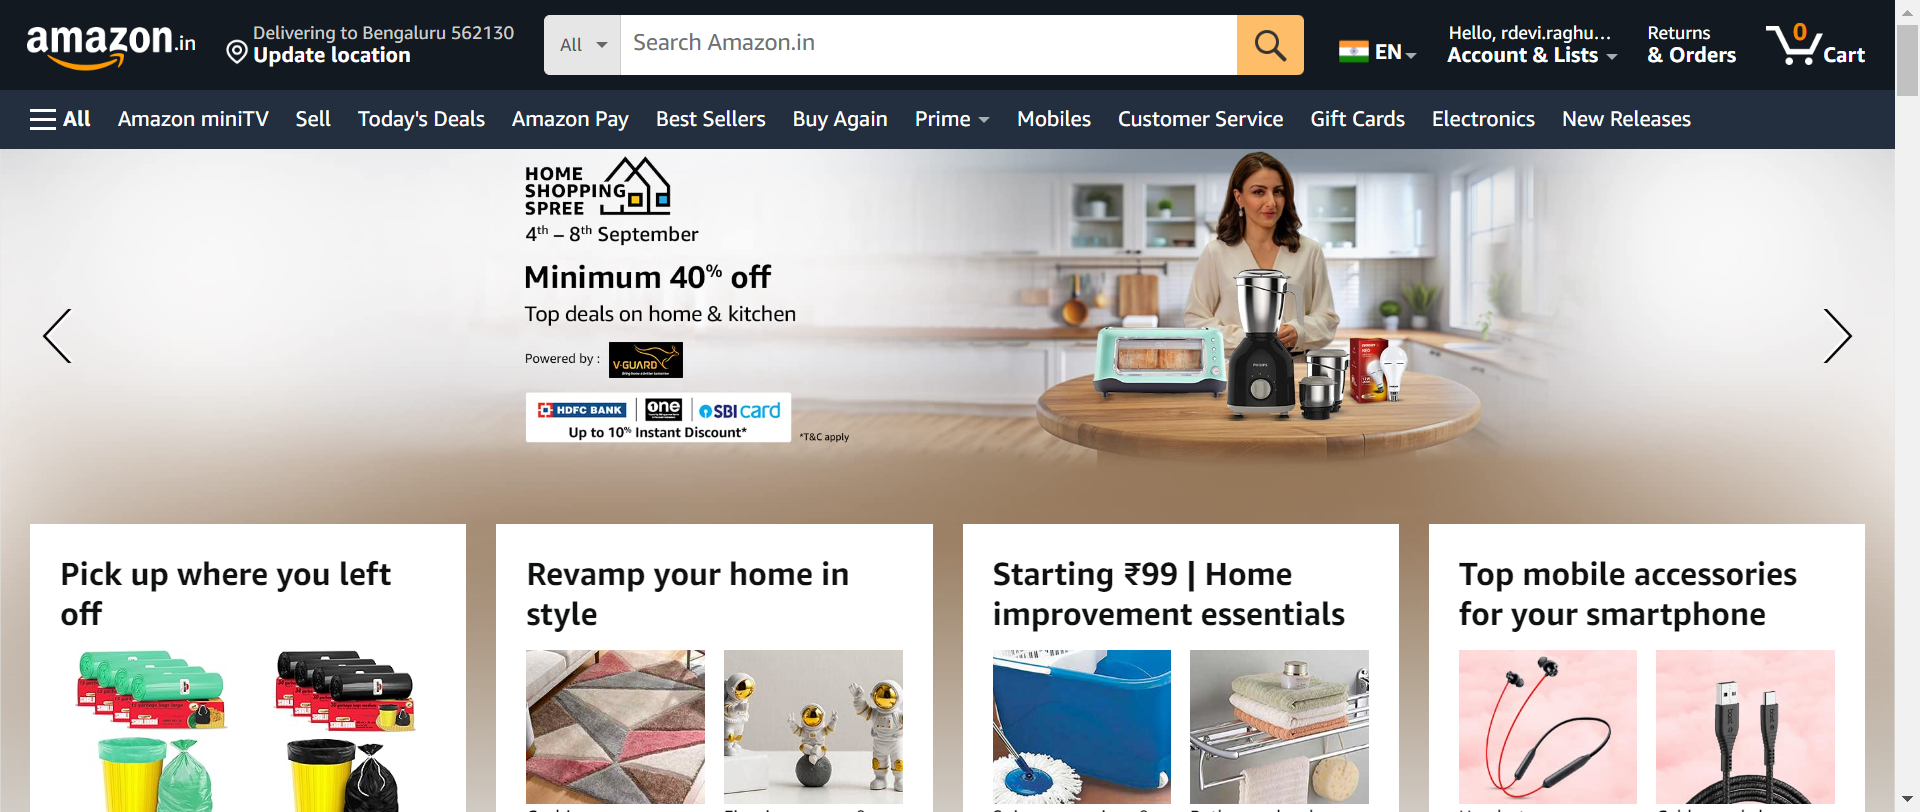 amazon.in
Delivering to Bengaluru 562130
Update location
All
Search Amazon.in
EN
Hello, rdevi.raghu...
Account & Lists
Returns
& Orders
0
Cart
All
Amazon miniTV
Sell
Today's Deals
Amazon Pay
Best Sellers
Buy Again
Prime
Mobiles
Customer Service
Gift Cards
Electronics
New Releases
HOME
SHOPPING
SPREE
4th – 8th September
Minimum 40% off
Top deals on home & kitchen
Powered by :
V-GUARD
HDFC BANK
one
SBI card
Up to 10% Instant Discount*
*T&C apply
PHILIPS
Pick up where you left
off
Revamp your home in
style
Starting ₹99 | Home
improvement essentials
Top mobile accessories
for your smartphone